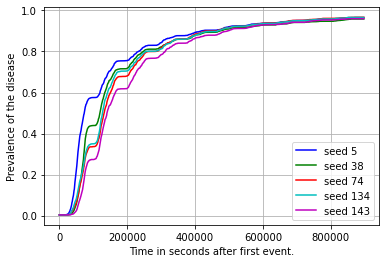 1.0
0.8
0.6
0.4
0.2
0.0
Prevalence of the disease
seed 5
seed 38
seed 74
seed 134
seed 143
0 200000 400000 600000 800000
Time in seconds after first event.